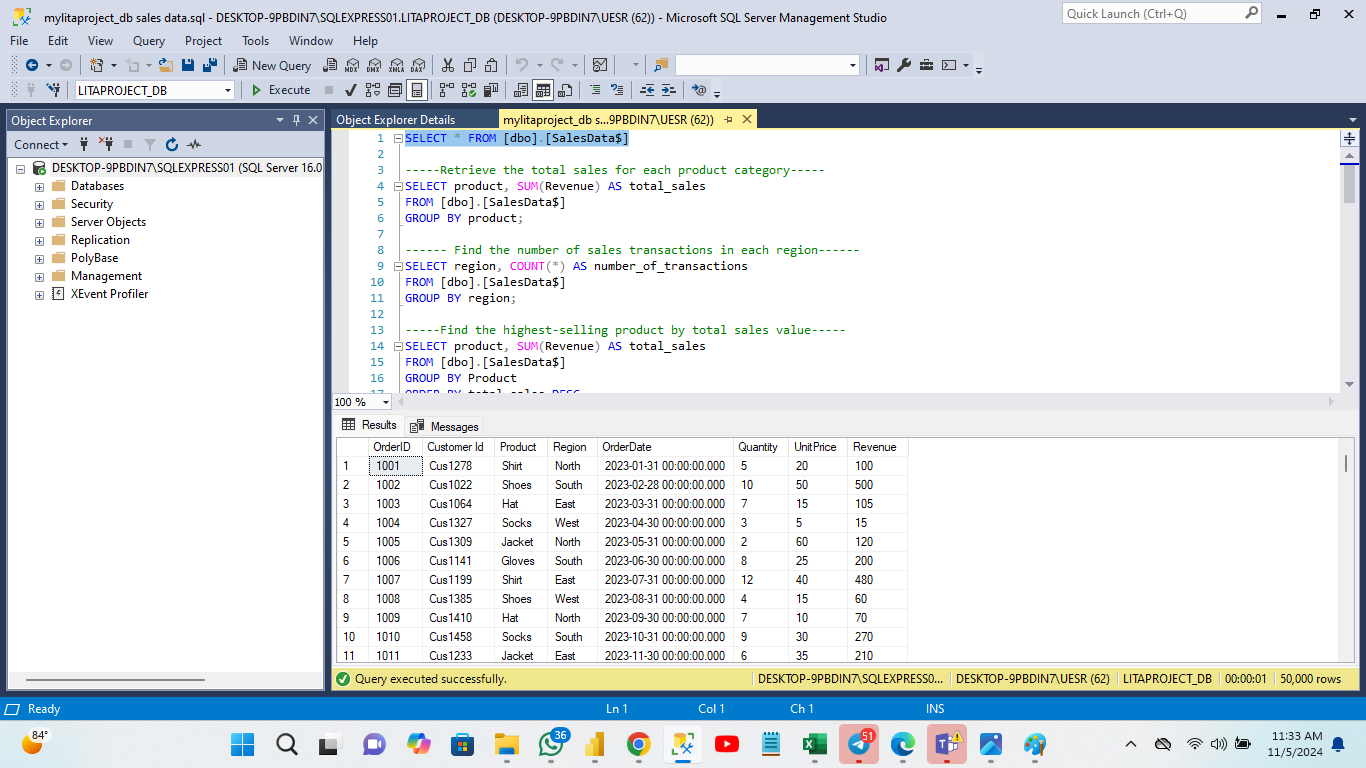 mylitaproject_db sales data.sql - DESKTOP-9PBDIN7\SQLEXPRESS01.LITAPROJECT_DB (DESKTOP-9PBDIN7\UESR (62)) - Microsoft SQL Server Management Studio
Quick Launch (Ctrl+Q)
File Edit View Query Project Tools Window Help
New Query MDX DMX XMLA DAX
LITAPROJECT_DB Execute
Object Explorer
Connect
DESKTOP-9PBDIN7\SQLEXPRESS01 (SQL Server 16.0
Databases
Security
Server Objects
Replication
PolyBase
Management
XEvent Profiler
Object Explorer Details mylitaproject_db s...9PBDIN7\UESR (62))
1 SELECT * FROM [dbo].[SalesData$]
2
3 -----Retrieve the total sales for each product category-----
4 SELECT product, SUM(Revenue) AS total_sales
5 FROM [dbo].[SalesData$]
6 GROUP BY product;
7
8 ------ Find the number of sales transactions in each region------
9 SELECT region, COUNT(*) AS number_of_transactions
10 FROM [dbo].[SalesData$]
11 GROUP BY region;
12
13 -----Find the highest-selling product by total sales value-----
14 SELECT product, SUM(Revenue) AS total_sales
15 FROM [dbo].[SalesData$]
16 GROUP BY Product
17 ORDER BY total_sales DESC
100 %
Results Messages
OrderID Customer Id Product Region OrderDate Quantity UnitPrice Revenue
1 1001 Cus1278 Shirt North 2023-01-31 00:00:00.000 5 20 100
2 1002 Cus1022 Shoes South 2023-02-28 00:00:00.000 10 50 500
3 1003 Cus1064 Hat East 2023-03-31 00:00:00.000 7 15 105
4 1004 Cus1327 Socks West 2023-04-30 00:00:00.000 3 5 15
5 1005 Cus1309 Jacket North 2023-05-31 00:00:00.000 2 60 120
6 1006 Cus1141 Gloves South 2023-06-30 00:00:00.000 8 25 200
7 1007 Cus1199 Shirt East 2023-07-31 00:00:00.000 12 40 480
8 1008 Cus1385 Shoes West 2023-08-31 00:00:00.000 4 15 60
9 1009 Cus1410 Hat North 2023-09-30 00:00:00.000 7 10 70
10 1010 Cus1458 Socks South 2023-10-31 00:00:00.000 9 30 270
11 1011 Cus1233 Jacket East 2023-11-30 00:00:00.000 6 35 210
Query executed successfully. DESKTOP-9PBDIN7\SQLEXPRESS0... DESKTOP-9PBDIN7\UESR (62) LITAPROJECT_DB 00:00:01 50,000 rows
Ready Ln 1 Col 1 Ch 1 INS
84° 36 51 11:33 AM
11/5/2024